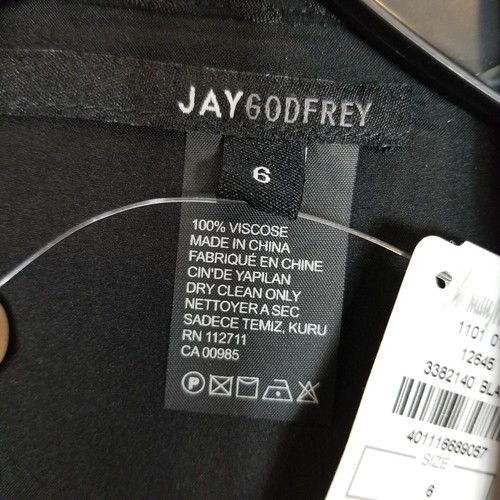 JAYGODFREY
6
100% VISCOSE
MADE IN CHINA
FABRIQUÉ EN CHINE
CIN'DE YAPILAN
DRY CLEAN ONLY
NETTOYER A SEC
SADECE TEMIZ, KURU
RN 112711
CA 00985
P
1101
12645
3382140
401116689057
SIZE
6